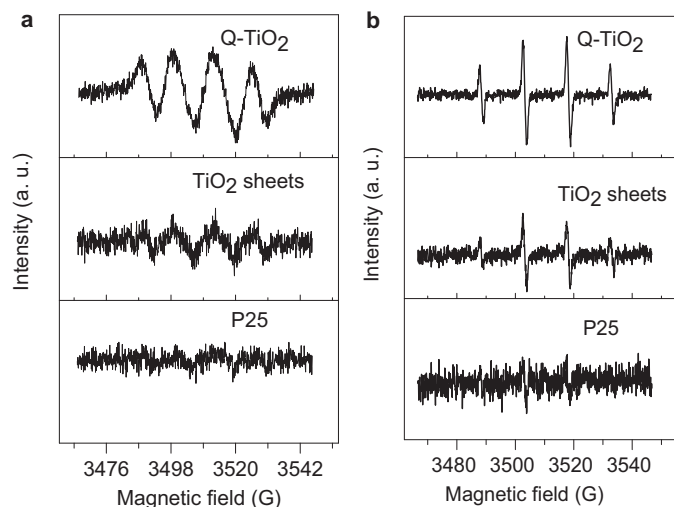 a
Q-TiO2
TiO2 sheets
P25
Intensity (a. u.)
3476 3498 3520 3542
Magnetic field (G)
b
Q-TiO2
TiO2 sheets
P25
Intensity (a. u.)
3480 3500 3520 3540
Magnetic field (G)